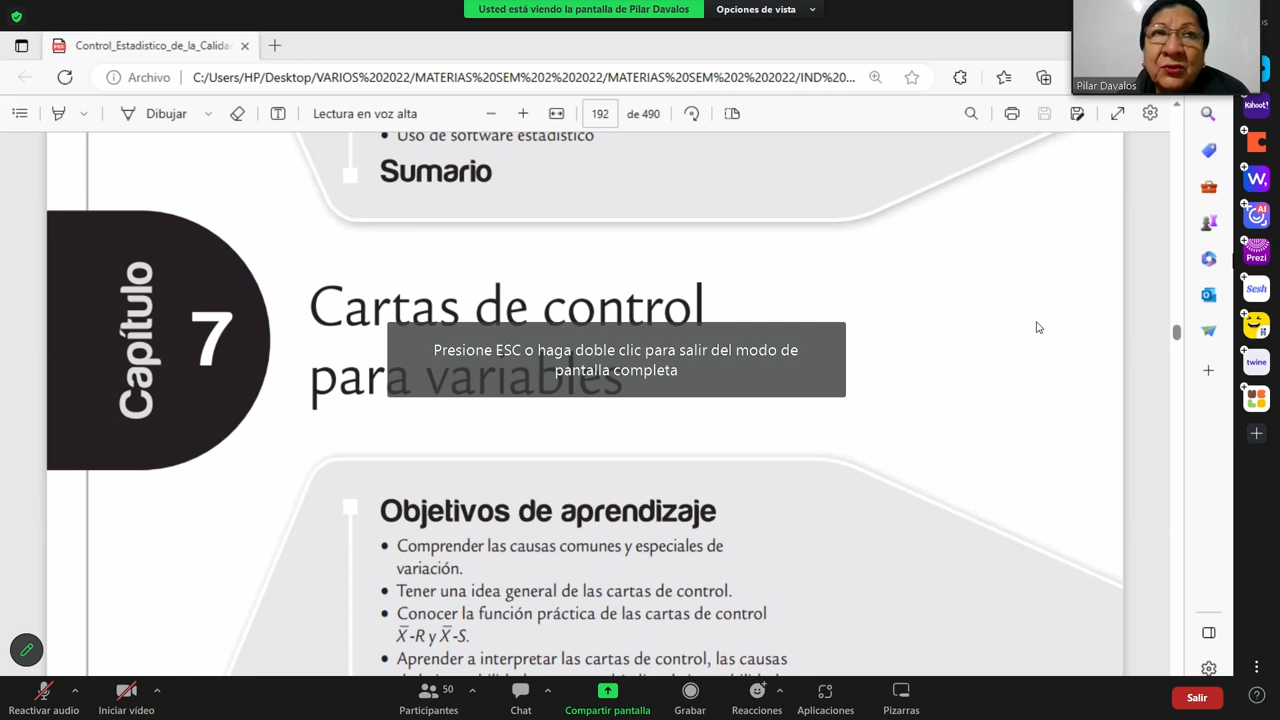 Usted está viendo la pantalla de Pilar Davalos
Opciones de vista
Control_Estadistico_de_la_Calida
Archivo
C:/Users/HP/Desktop/VARIOS%202022/MATERIAS%20SEM%202%202022/MATERIAS%20SEM%202%202022/IND%20...
Pilar Davalos
Dibujar
Lectura en voz alta
192
de 490
Kahoot!
• Uso de software estadístico
Sumario
W,
AI
Prezi
Capítulo
7
Cartas de control
para variables
Sesh
Presione ESC o haga doble clic para salir del modo de
pantalla completa
twine
Objetivos de aprendizaje
• Comprender las causas comunes y especiales de
variación.
• Tener una idea general de las cartas de control.
• Conocer la función práctica de las cartas de control
X̅-R y X̅-S.
• Aprender a interpretar las cartas de control, las causas
Reactivar audio
Iniciar video
Participantes
50
Chat
Compartir pantalla
Grabar
Reacciones
Aplicaciones
Pizarras
Salir